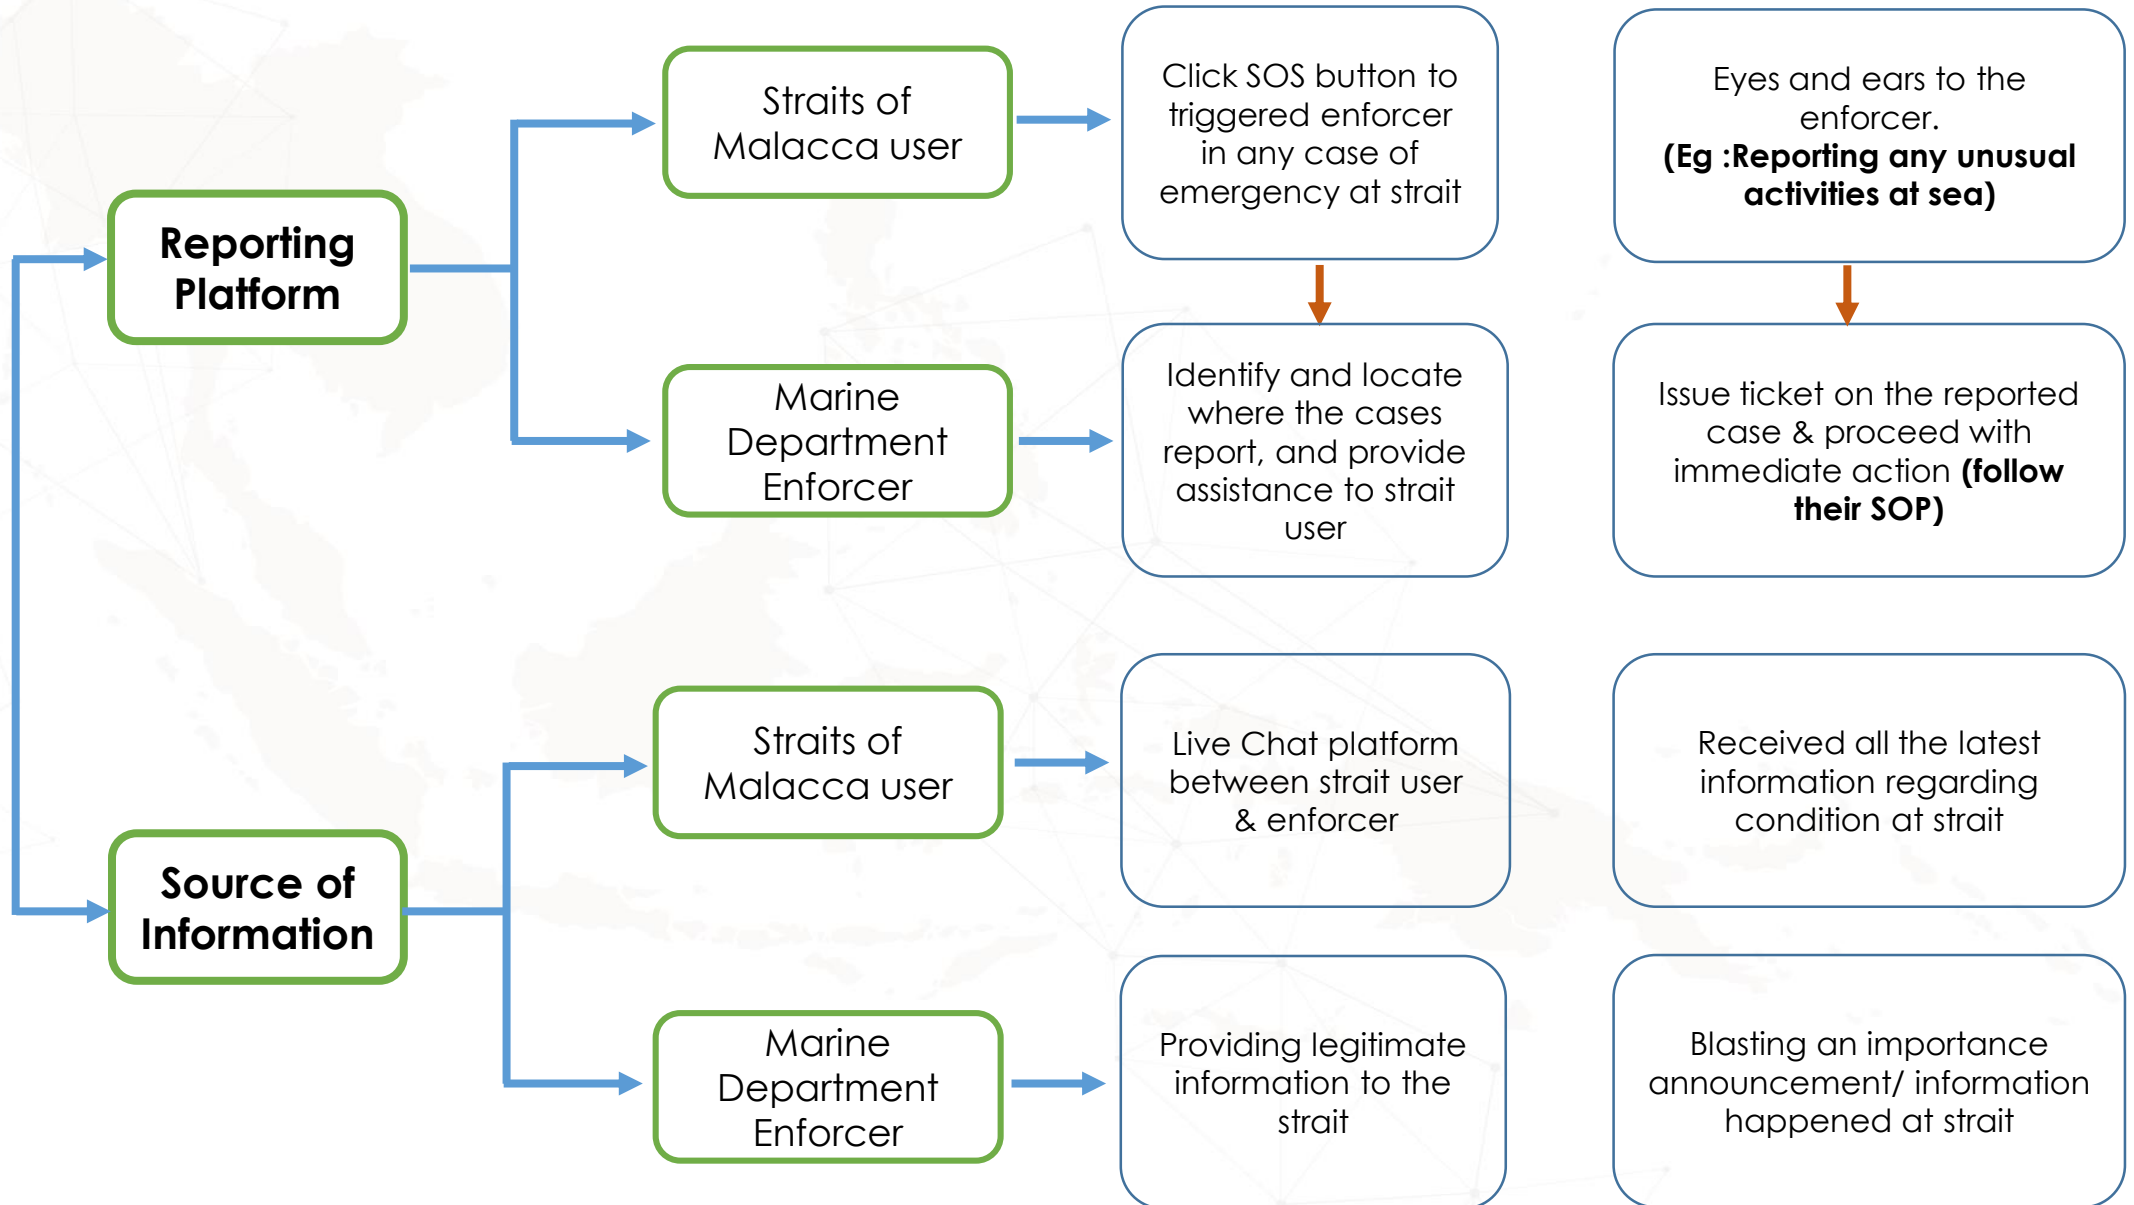 Reporting
Platform
Straits of
Malacca user
Click SOS button to
triggered enforcer
in any case of
emergency at strait
Eyes and ears to the
enforcer.
(Eg :Reporting any unusual
activities at sea)
Marine
Department
Enforcer
Identify and locate
where the cases
report, and provide
assistance to strait
user
Issue ticket on the reported
case & proceed with
immediate action (follow
their SOP)
Source of
Information
Straits of
Malacca user
Live Chat platform
between strait user
& enforcer
Received all the latest
information regarding
condition at strait
Marine
Department
Enforcer
Providing legitimate
information to the
strait
Blasting an importance
announcement/ information
happened at strait